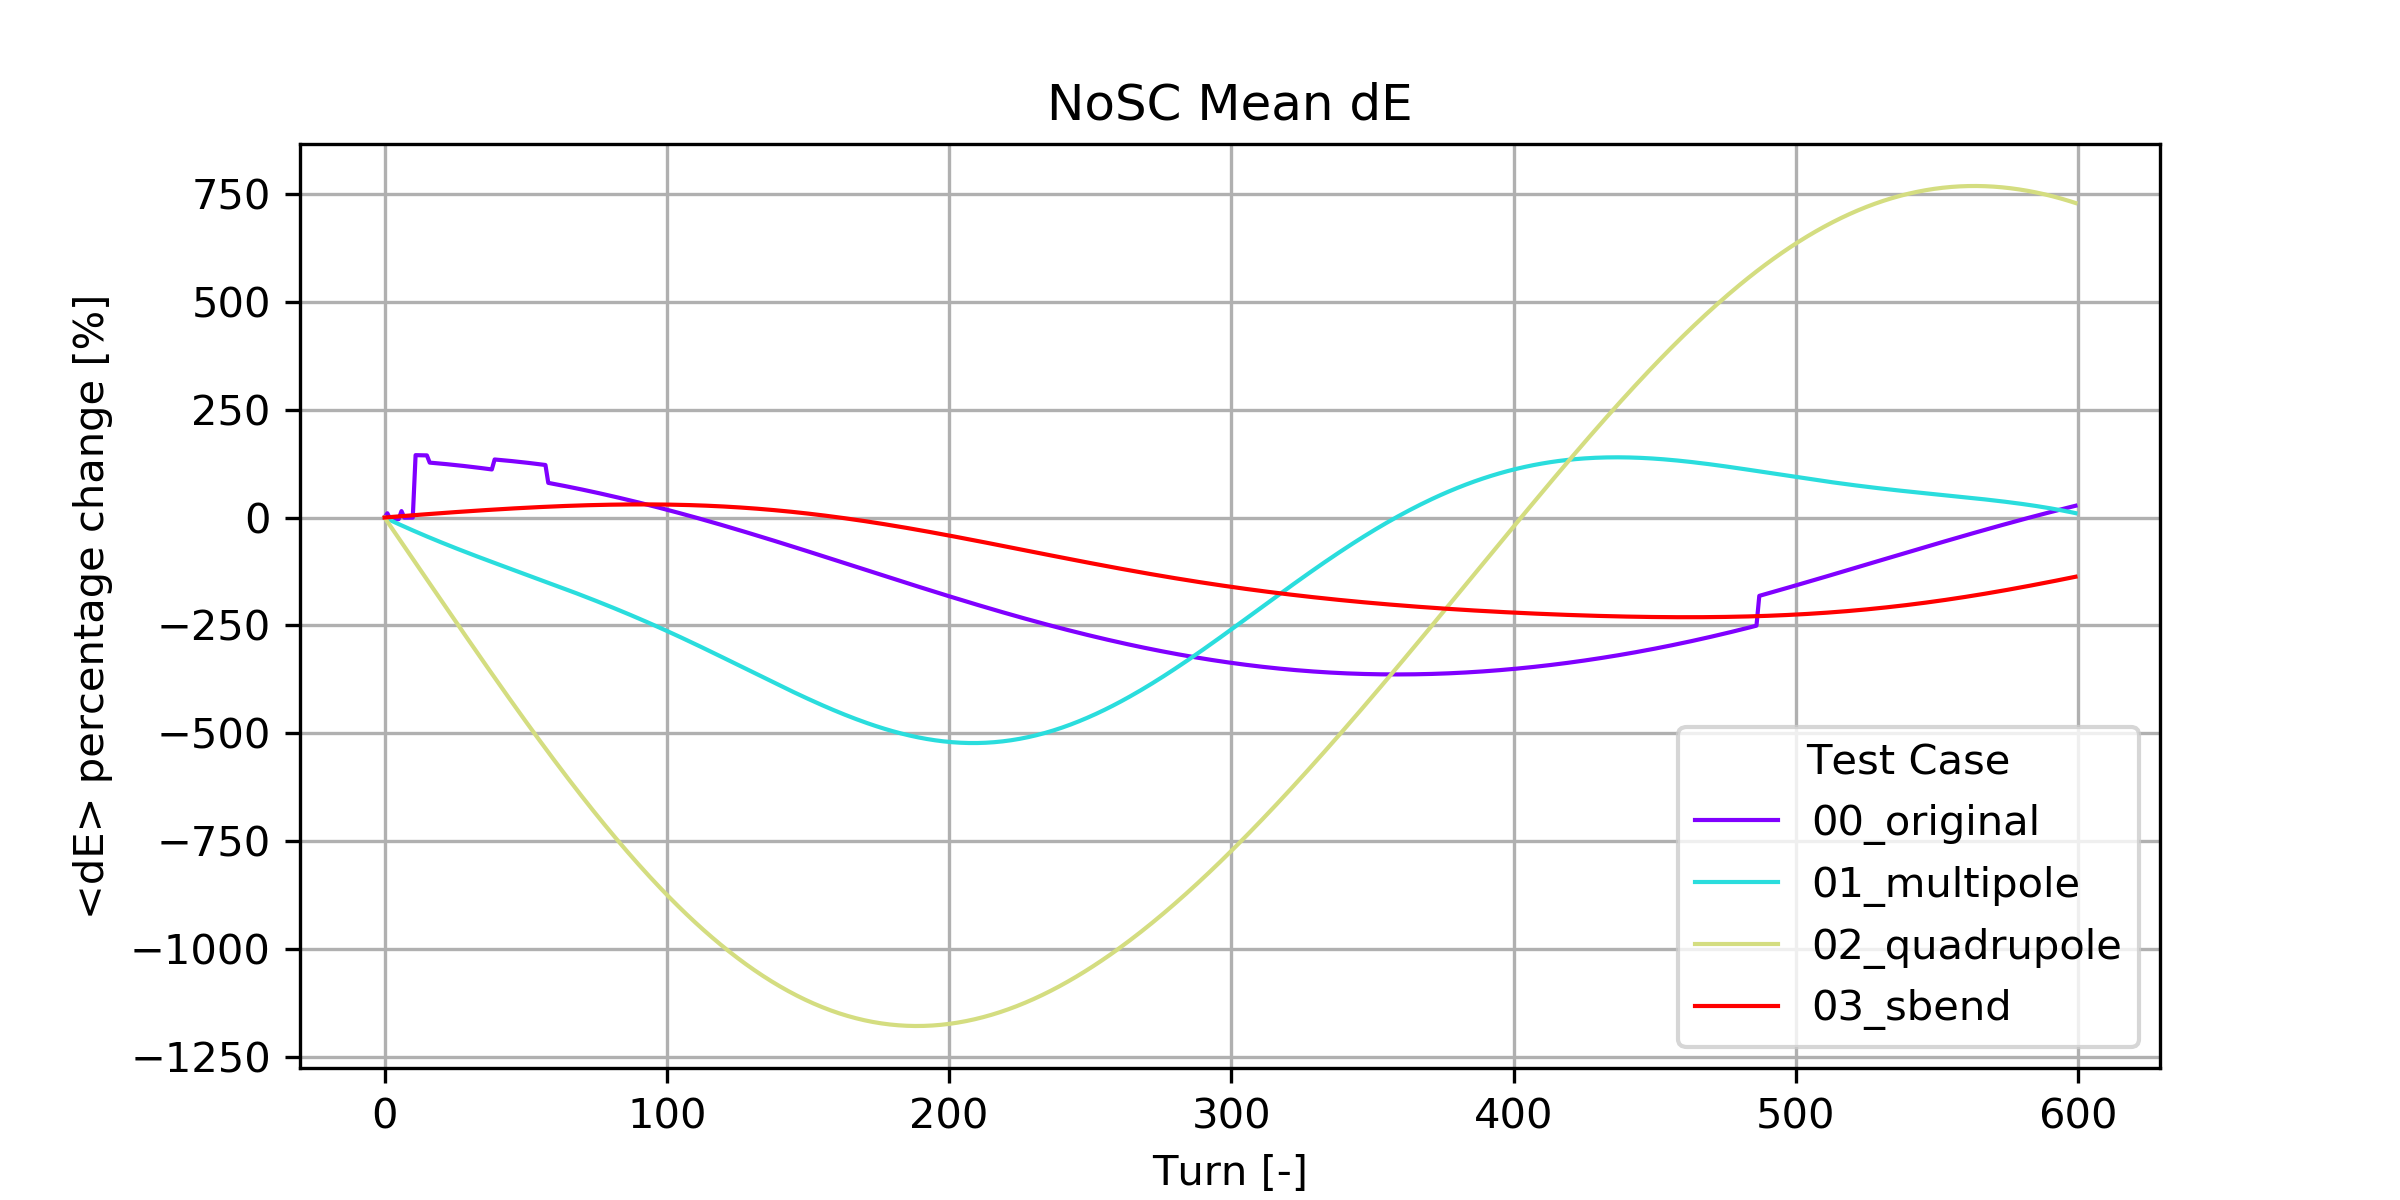 NoSC Mean dE
<dE> percentage change [%]
750
500
250
0
−250
−500
−750
−1000
−1250
0 100 200 300 400 500 600
Turn [-]
Test Case
00_original
01_multipole
02_quadrupole
03_sbend